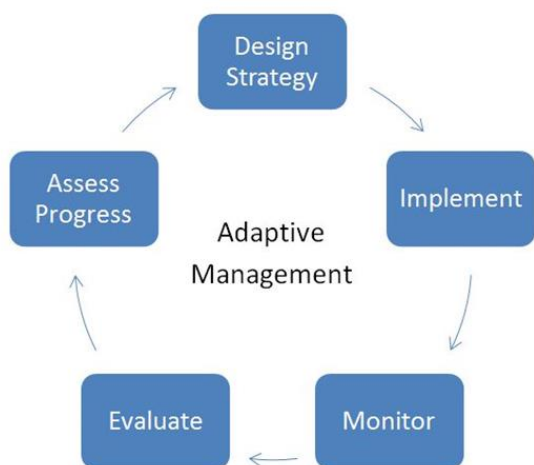 Design
Strategy
Implement
Monitor
Evaluate
Assess
Progress
Adaptive
Management